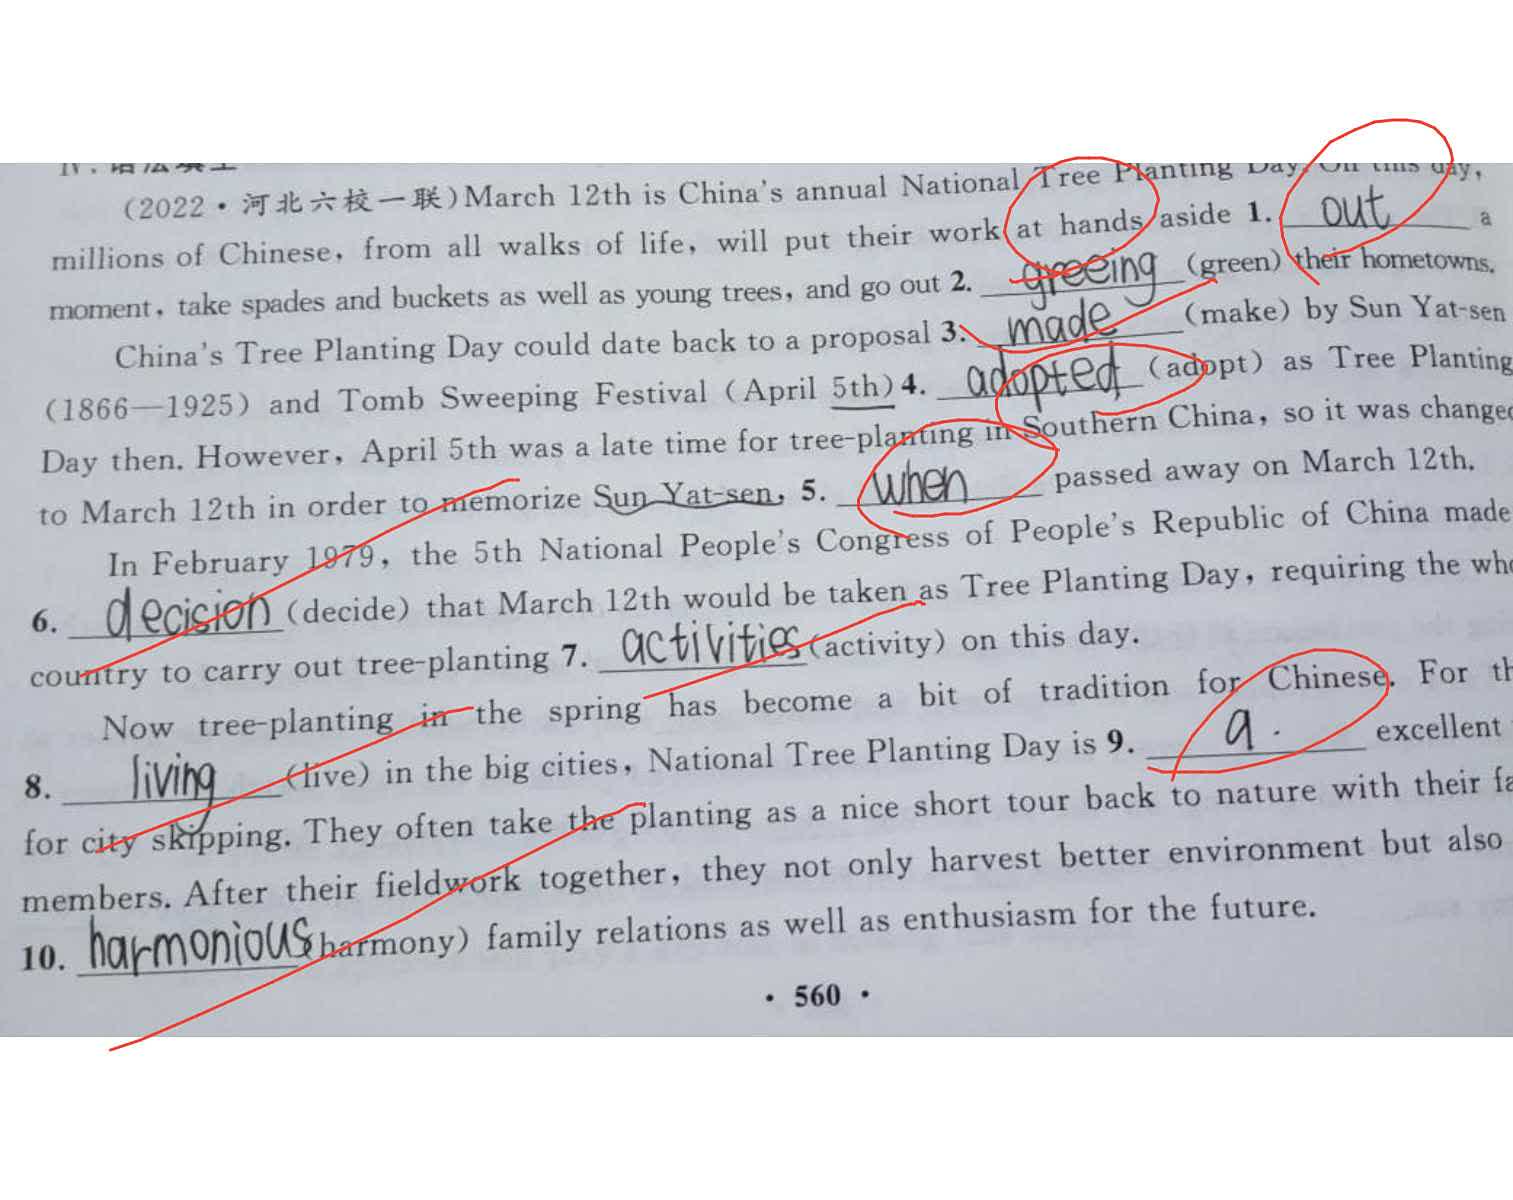 Ⅳ. 语法填空
(2022·河北六校一联)March 12th is China's annual National Tree Planting Day. On this day,
millions of Chinese, from all walks of life, will put their work at hands aside 1. out a
moment, take spades and buckets as well as young trees, and go out 2. greeing (green) their hometowns.
China's Tree Planting Day could date back to a proposal 3. made (make) by Sun Yat-sen
(1866—1925) and Tomb Sweeping Festival (April 5th) 4. adopted (adopt) as Tree Planting
Day then. However, April 5th was a late time for tree-planting in Southern China, so it was changed
to March 12th in order to memorize Sun Yat-sen, 5. when passed away on March 12th.
In February 1979, the 5th National People's Congress of People's Republic of China made
6. decision (decide) that March 12th would be taken as Tree Planting Day, requiring the who
country to carry out tree-planting 7. activities (activity) on this day.
Now tree-planting in the spring has become a bit of tradition for Chinese. For th
8. living (live) in the big cities, National Tree Planting Day is 9. a. excellent
for city skipping. They often take the planting as a nice short tour back to nature with their fa
members. After their fieldwork together, they not only harvest better environment but also
10. harmonious harmony) family relations as well as enthusiasm for the future.
· 560 ·